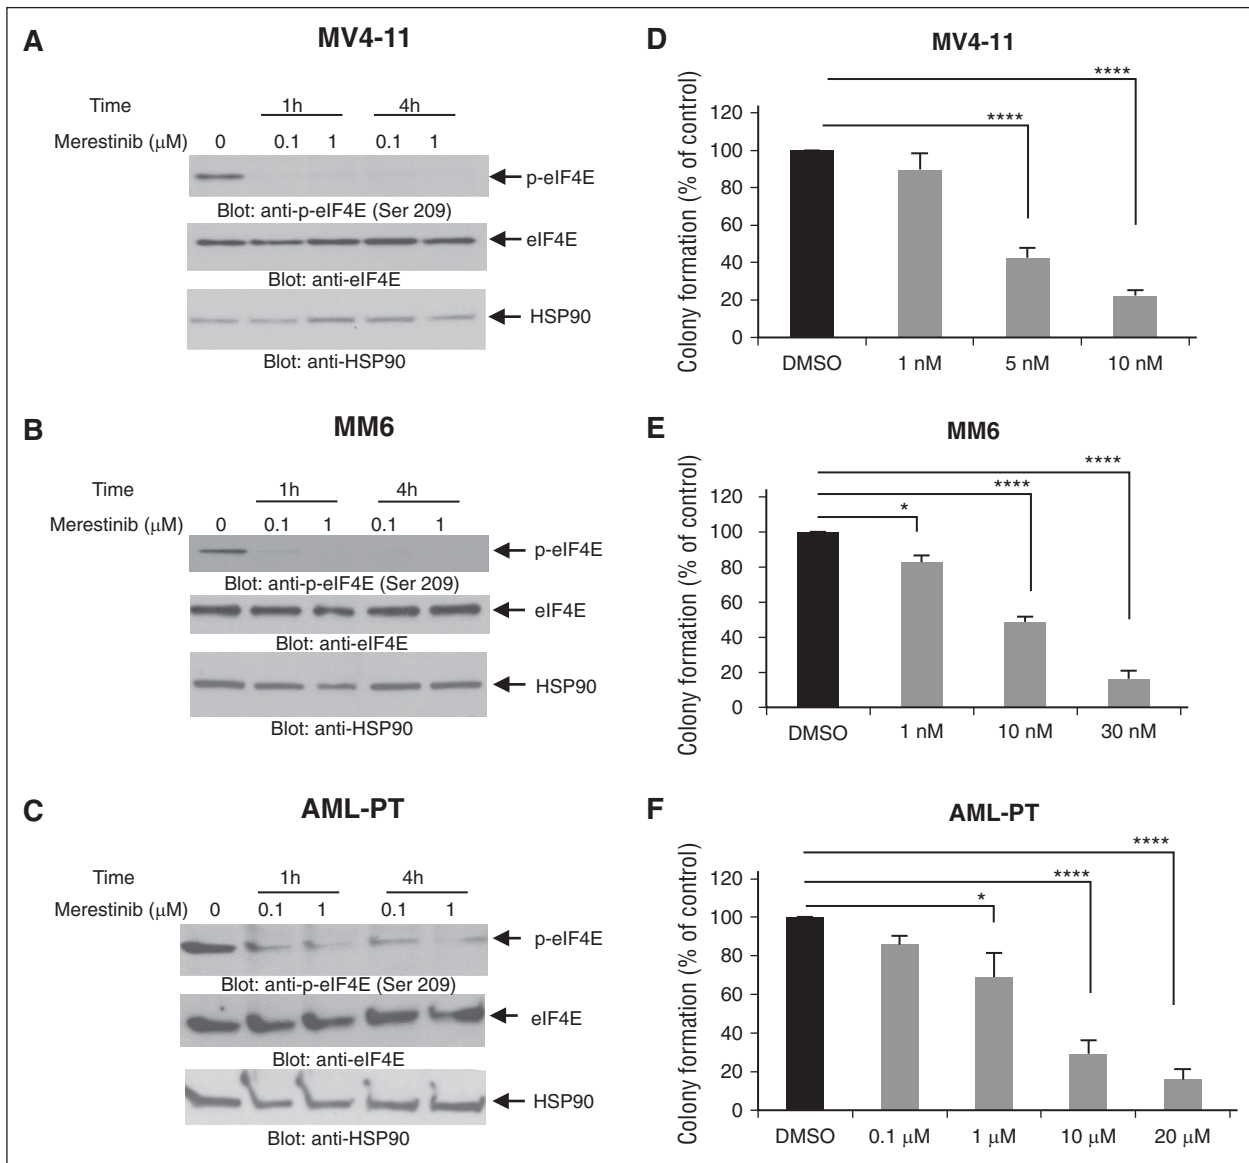 A
MV4-11
Time 1h 4h
Merestinib (μM) 0 0.1 1 0.1 1
p-eIF4E
Blot: anti-p-eIF4E (Ser 209)
eIF4E
Blot: anti-eIF4E
HSP90
Blot: anti-HSP90
B
MM6
Time 1h 4h
Merestinib (μM) 0 0.1 1 0.1 1
p-eIF4E
Blot: anti-p-eIF4E (Ser 209)
eIF4E
Blot: anti-eIF4E
HSP90
Blot: anti-HSP90
C
AML-PT
Time 1h 4h
Merestinib (μM) 0 0.1 1 0.1 1
p-eIF4E
Blot: anti-p-eIF4E (Ser 209)
eIF4E
Blot: anti-eIF4E
HSP90
Blot: anti-HSP90
D
MV4-11
Colony formation (% of control)
****
****
120
100
80
60
40
20
0
DMSO 1 nM 5 nM 10 nM
E
MM6
Colony formation (% of control)
****
****
*
120
100
80
60
40
20
0
DMSO 1 nM 10 nM 30 nM
F
AML-PT
Colony formation (% of control)
****
****
*
120
100
80
60
40
20
0
DMSO 0.1 μM 1 μM 10 μM 20 μM